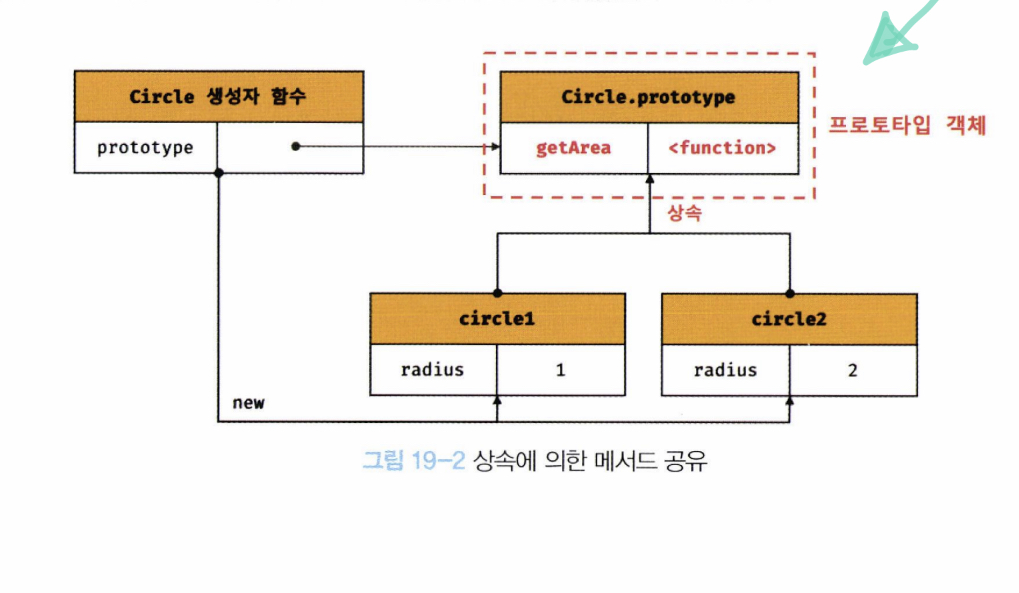 Circle 생성자 함수
prototype
Circle.prototype
getArea
<function>
프로토타입 객체
상속
circle1
radius
1
circle2
radius
2
new
그림 19-2 상속에 의한 메서드 공유